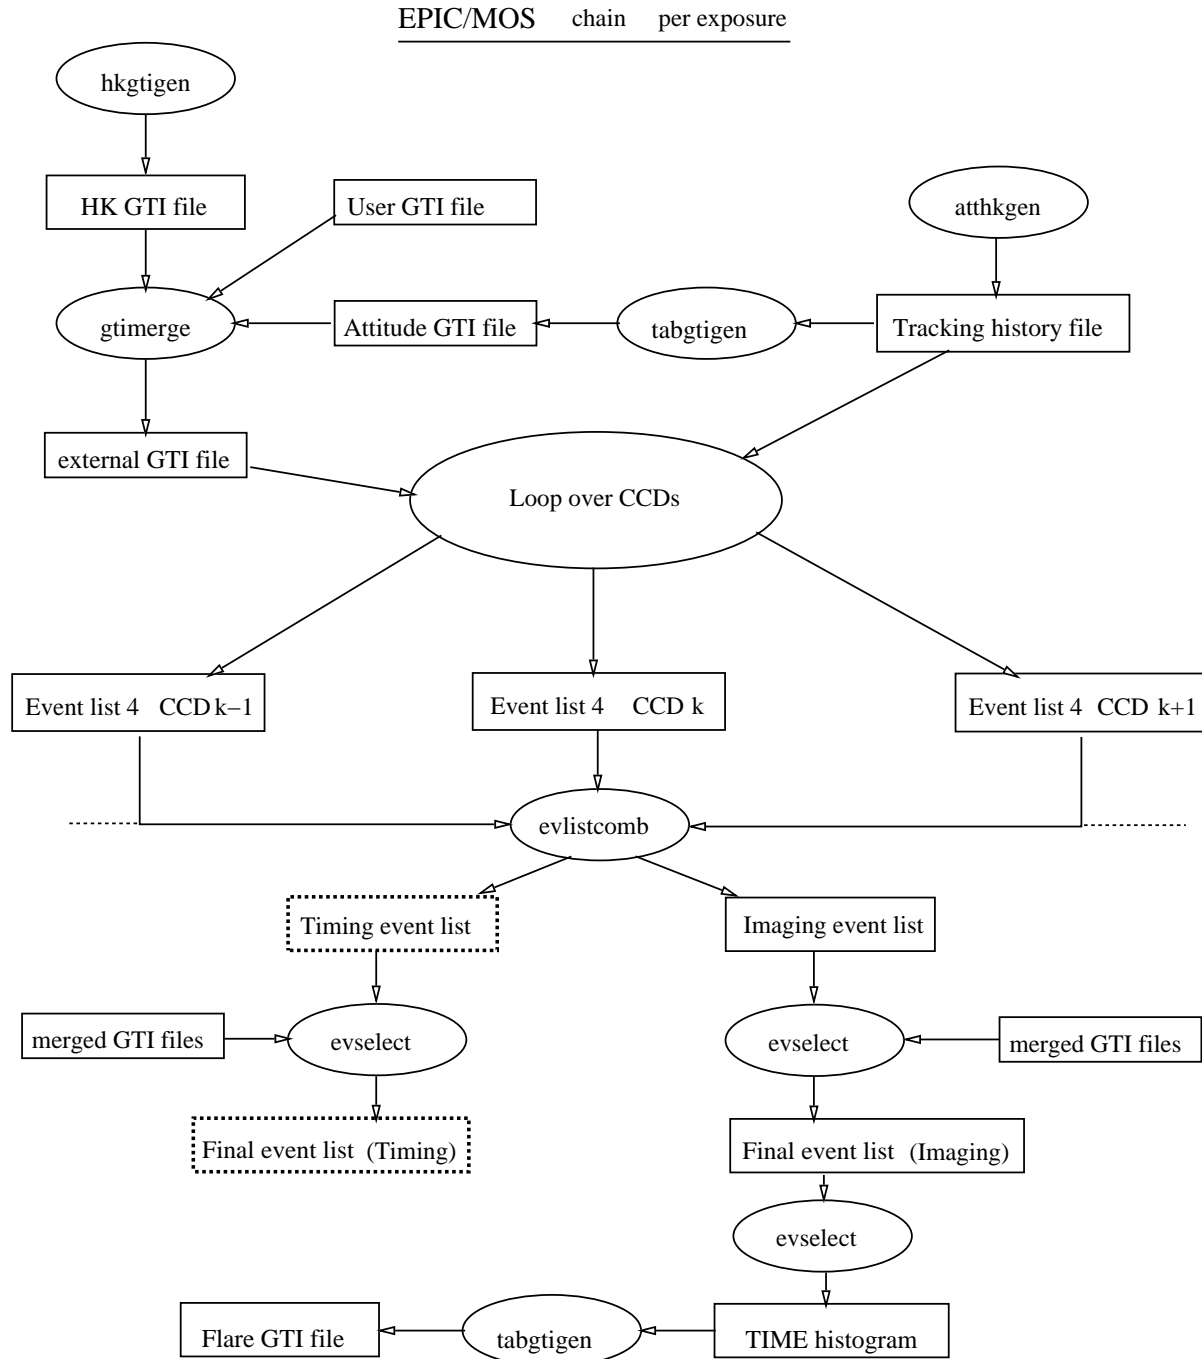 EPIC/MOS chain per exposure
hkgtigen
HK GTI file
User GTI file
atthkgen
gtimerge
Attitude GTI file
tabgtigen
Tracking history file
external GTI file
Loop over CCDs
Event list 4 CCD k−1
Event list 4 CCD k
Event list 4 CCD k+1
evlistcomb
Timing event list
Imaging event list
merged GTI files
evselect
evselect
merged GTI files
Final event list (Timing)
Final event list (Imaging)
evselect
Flare GTI file
tabgtigen
TIME histogram